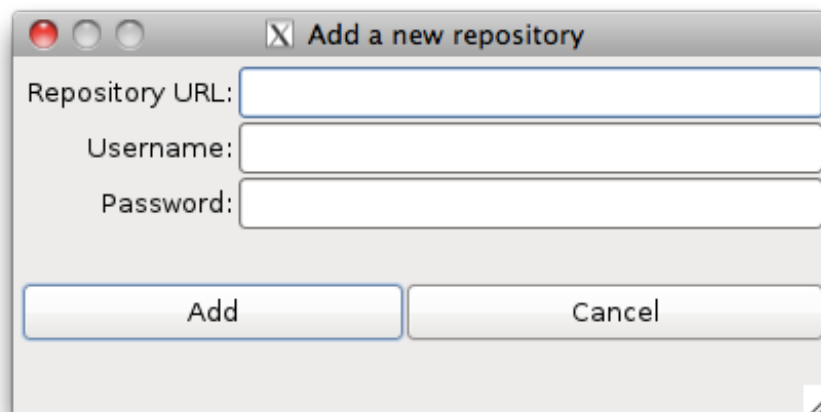 Add a new repository
Repository URL:
Username:
Password:
Add Cancel